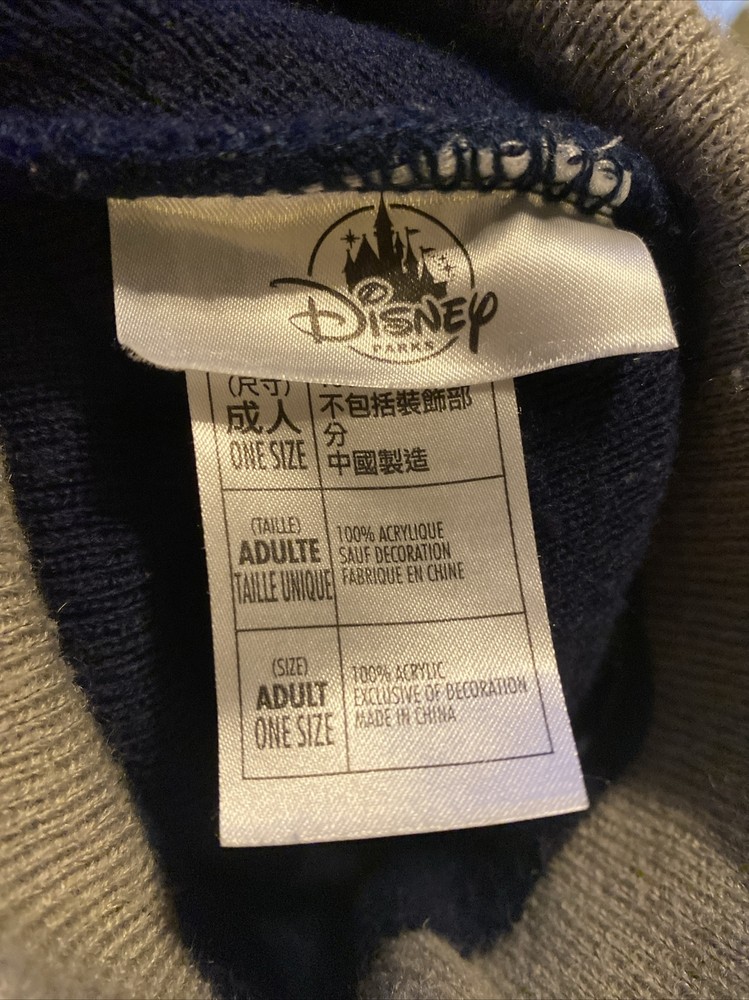 Disney
PARKS
(尺寸)
成人
ONE SIZE
不包括裝飾部
分
中國製造
(TAILLE)
ADULTE
TAILLE UNIQUE
100% ACRYLIQUE
SAUF DECORATION
FABRIQUE EN CHINE
(SIZE)
ADULT
ONE SIZE
100% ACRYLIC
EXCLUSIVE OF DECORATION
MADE IN CHINA